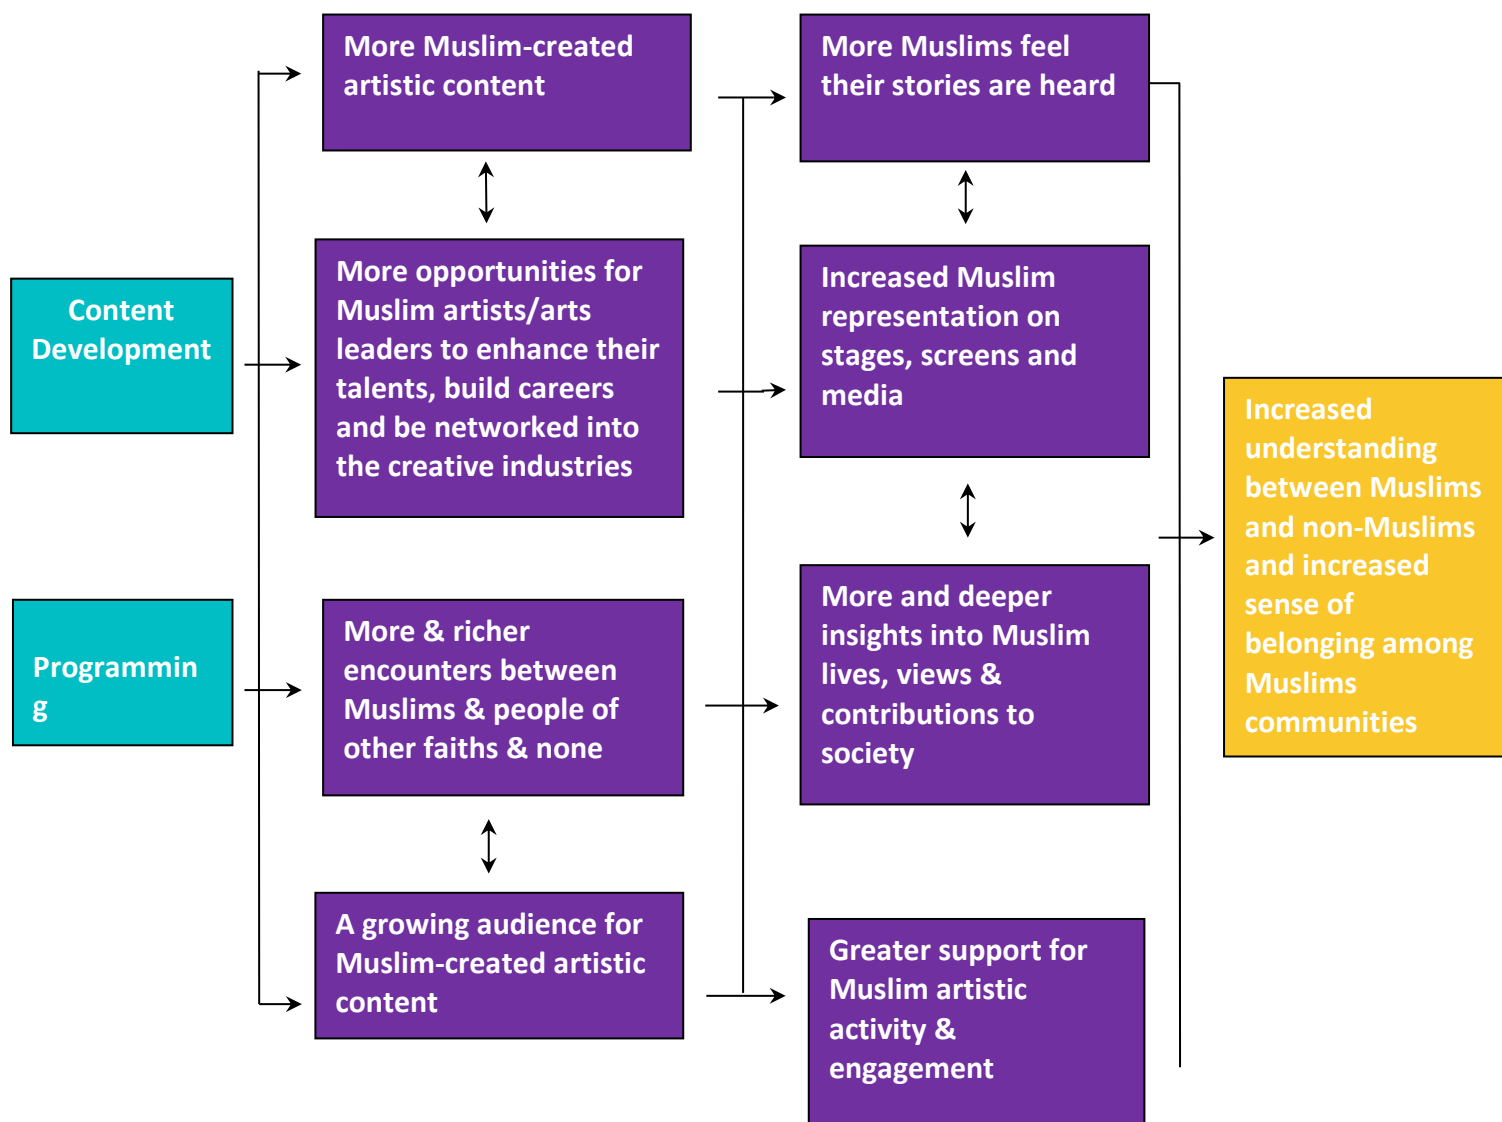 More Muslim-created
artistic content
More Muslims feel
their stories are heard
Content
Development
More opportunities for
Muslim artists/arts
leaders to enhance their
talents, build careers
and be networked into
the creative industries
Increased Muslim
representation on
stages, screens and
media
Increased
understanding
between Muslims
and non-Muslims
and increased
sense of
belonging among
Muslims
communities
Programmin
g
More & richer
encounters between
Muslims & people of
other faiths & none
More and deeper
insights into Muslim
lives, views &
contributions to
society
A growing audience for
Muslim-created artistic
content
Greater support for
Muslim artistic
activity &
engagement